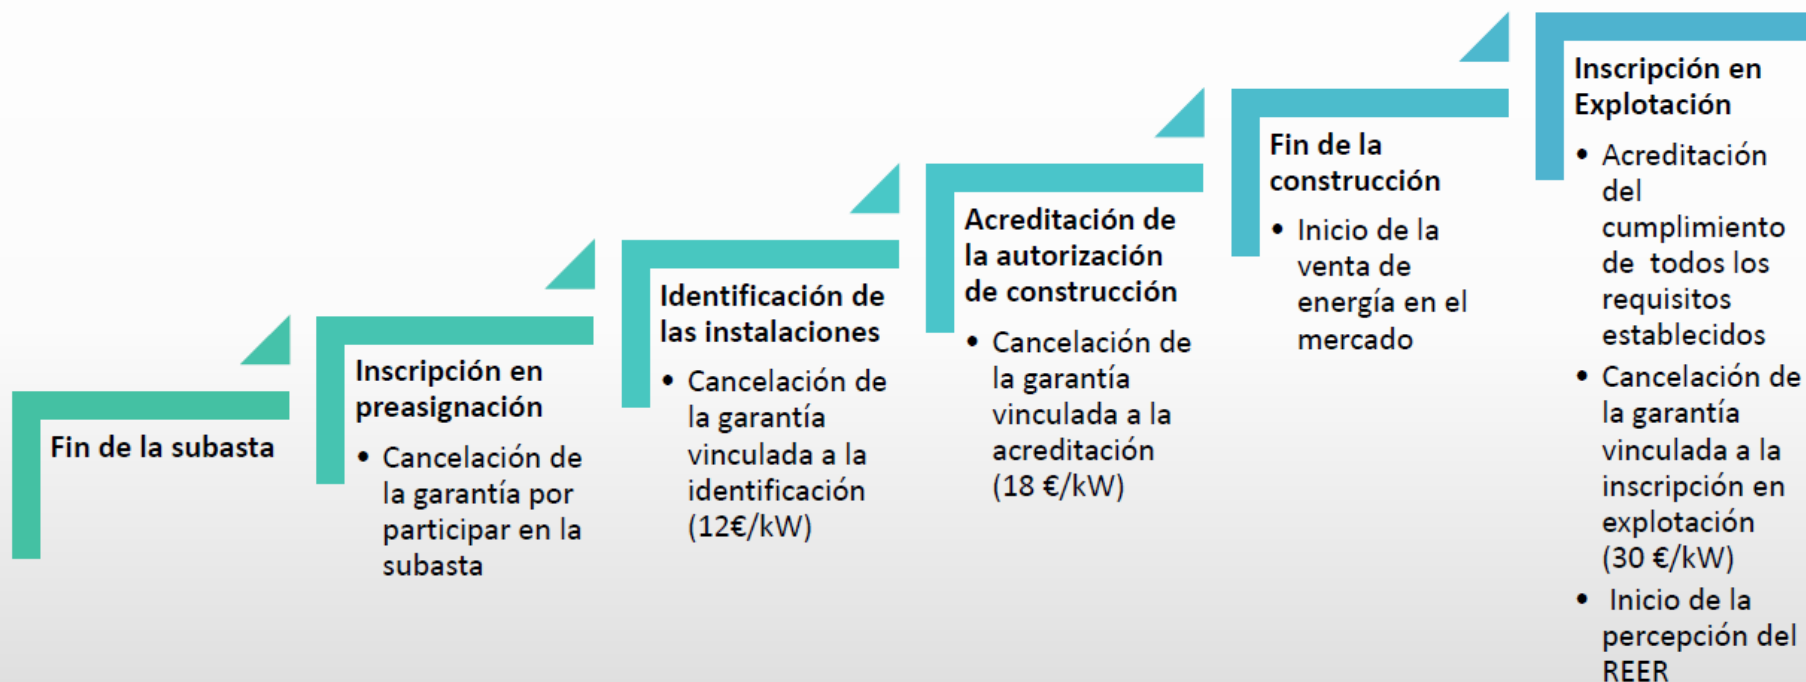 Fin de la subasta
Inscripción en
preasignación
• Cancelación de
la garantía por
participar en la
subasta
Identificación de
las instalaciones
• Cancelación de
la garantía
vinculada a la
identificación
(12€/kW)
Acreditación de
la autorización
de construcción
• Cancelación de
la garantía
vinculada a la
acreditación
(18 €/kW)
Fin de la
construcción
• Inicio de la
venta de
energía en el
mercado
Inscripción en
Explotación
• Acreditación
del
cumplimiento
de todos los
requisitos
establecidos
• Cancelación de
la garantía
vinculada a la
inscripción en
explotación
(30 €/kW)
• Inicio de la
percepción del
REER